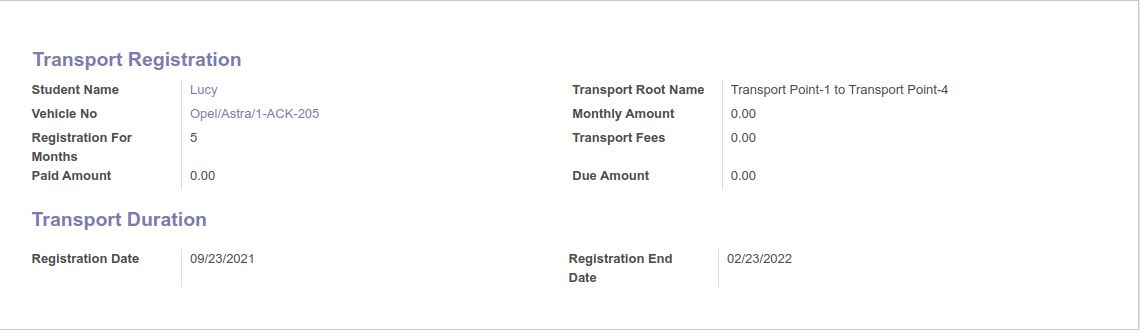 Transport Registration
Student Name Lucy Transport Root Name Transport Point-1 to Transport Point-4
Vehicle No Opel/Astra/1-ACK-205 Monthly Amount 0.00
Registration For 5 Transport Fees 0.00
Months
Paid Amount 0.00 Due Amount 0.00
Transport Duration
Registration Date 09/23/2021 Registration End 02/23/2022
Date